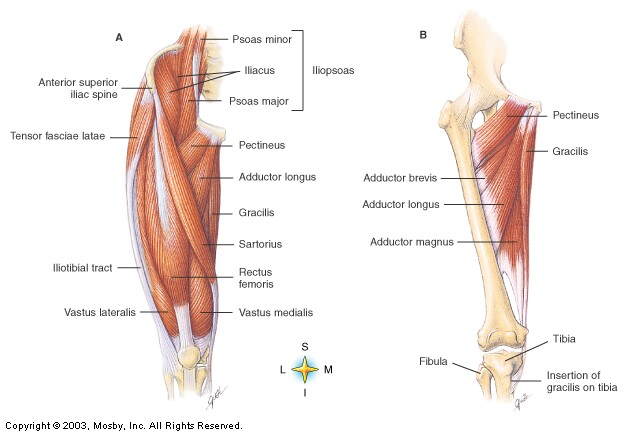 A
Psoas minor
Iliacus
Iliopsoas
Psoas major
Anterior superior
iliac spine
Tensor fasciae latae
Pectineus
Adductor longus
Gracilis
Sartorius
Iliotibial tract
Rectus
femoris
Vastus lateralis
Vastus medialis
S
L
M
I
B
Pectineus
Gracilis
Adductor brevis
Adductor longus
Adductor magnus
Tibia
Fibula
Insertion of
gracilis on tibia
Copyright © 2003, Mosby, Inc. All Rights Reserved.